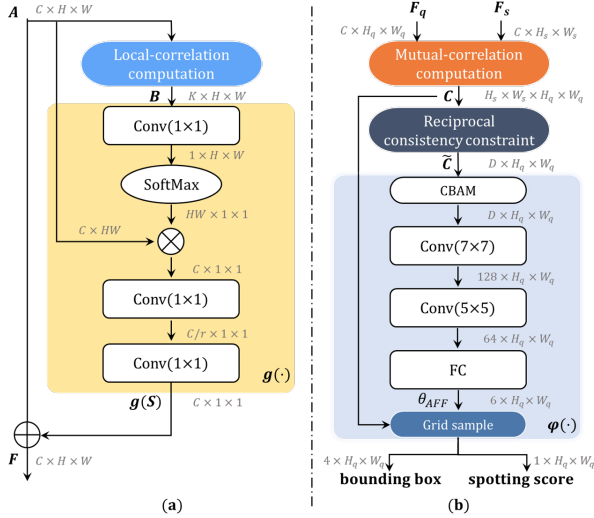 A
C × H × W
Local-correlation
computation
B
K × H × W
Conv(1×1)
1 × H × W
SoftMax
HW × 1 × 1
C × HW
C × 1 × 1
Conv(1×1)
C/r × 1 × 1
Conv(1×1)
g(·)
g(S)
C × 1 × 1
F
C × H × W
(a)
F_q
F_s
C × H_q × W_q
C × H_s × W_s
Mutual-correlation
computation
C
H_s × W_s × H_q × W_q
Reciprocal
consistency constraint
C̃
D × H_q × W_q
CBAM
D × H_q × W_q
Conv(7×7)
128 × H_q × W_q
Conv(5×5)
64 × H_q × W_q
FC
θ_AFF
6 × H_q × W_q
Grid sample
φ(·)
4 × H_q × W_q
1 × H_q × W_q
bounding box
spotting score
(b)